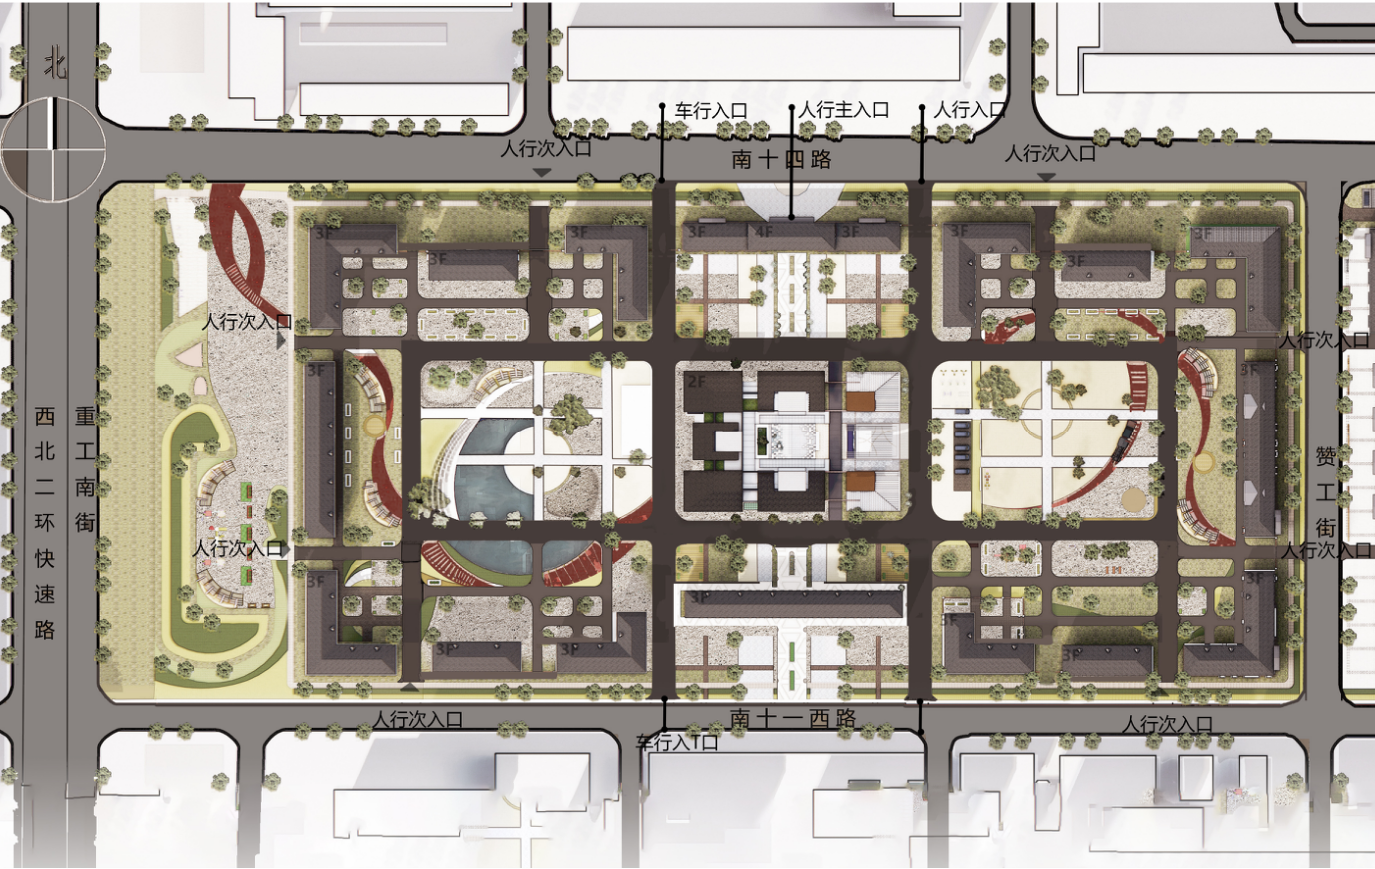 北
车行入口
人行主入口
人行入口
人行次入口
南十四路
人行次入口
3F
3F
3F
4F
3F
3F
3F
3F
3F
人行次入口
人行次入口
3F
2F
3F
重工南街
西北二环快速路
赞工街
人行次入口
人行次入口
3F
3F
3F
3F
3F
3F
3F
人行次入口
南十一西路
人行次入口
车行入T口